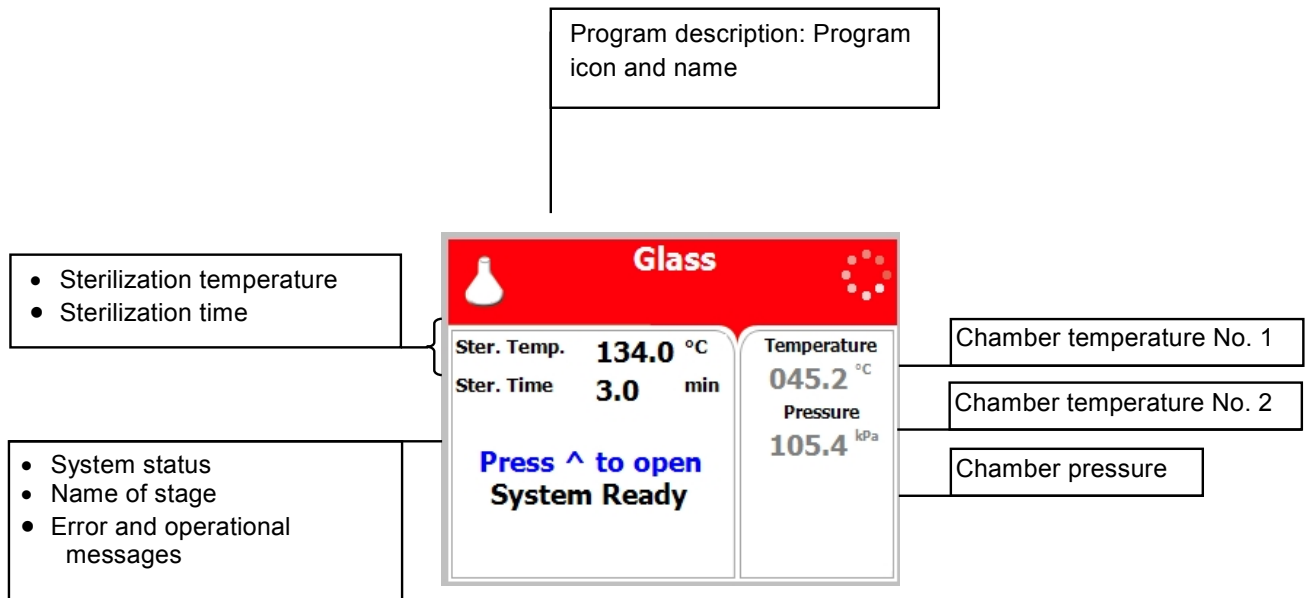 Program description: Program
icon and name
• Sterilization temperature
• Sterilization time
• System status
• Name of stage
• Error and operational
messages
Glass
Ster. Temp. 134.0 °C
Ster. Time 3.0 min
Press ^ to open
System Ready
Temperature
045.2 °C
Pressure
105.4 kPa
Chamber temperature No. 1
Chamber temperature No. 2
Chamber pressure